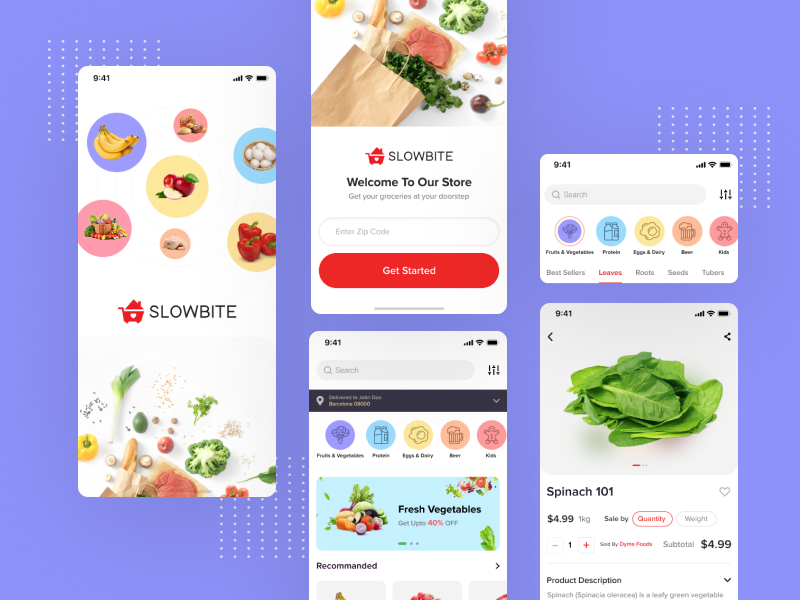 9:41
SLOWBITE
SLOWBITE
Welcome To Our Store
Get your groceries at your doorstep
Enter Zip Code
Get Started
9:41
Search
Delivered to John Doe
Barcelona 08000
Fruits & Vegetables Protein Eggs & Dairy Beer Kids
Fresh Vegetables
Get Upto 40% OFF
Recommanded
9:41
Search
Fruits & Vegetables Protein Eggs & Dairy Beer Kids
Best Sellers Leaves Roots Seeds Tubers
9:41
Spinach 101
$4.99 1kg Sale by Quantity Weight
− 1 + Sold By Dyms Foods Subtotal $4.99
Product Description
Spinach (Spinacia oleracea) is a leafy green vegetable